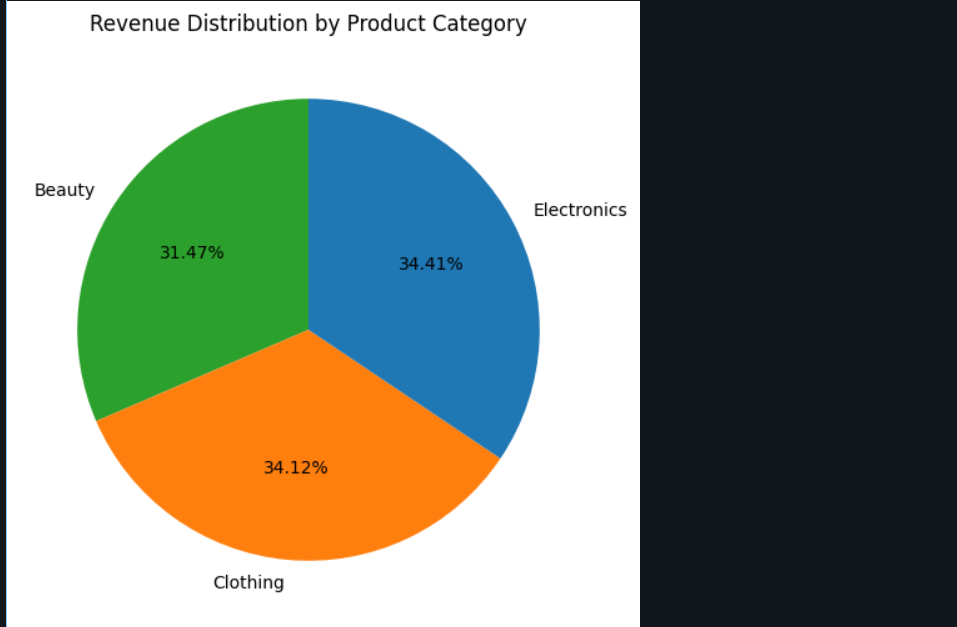 Revenue Distribution by Product Category
Beauty
Electronics
31.47%
34.41%
34.12%
Clothing